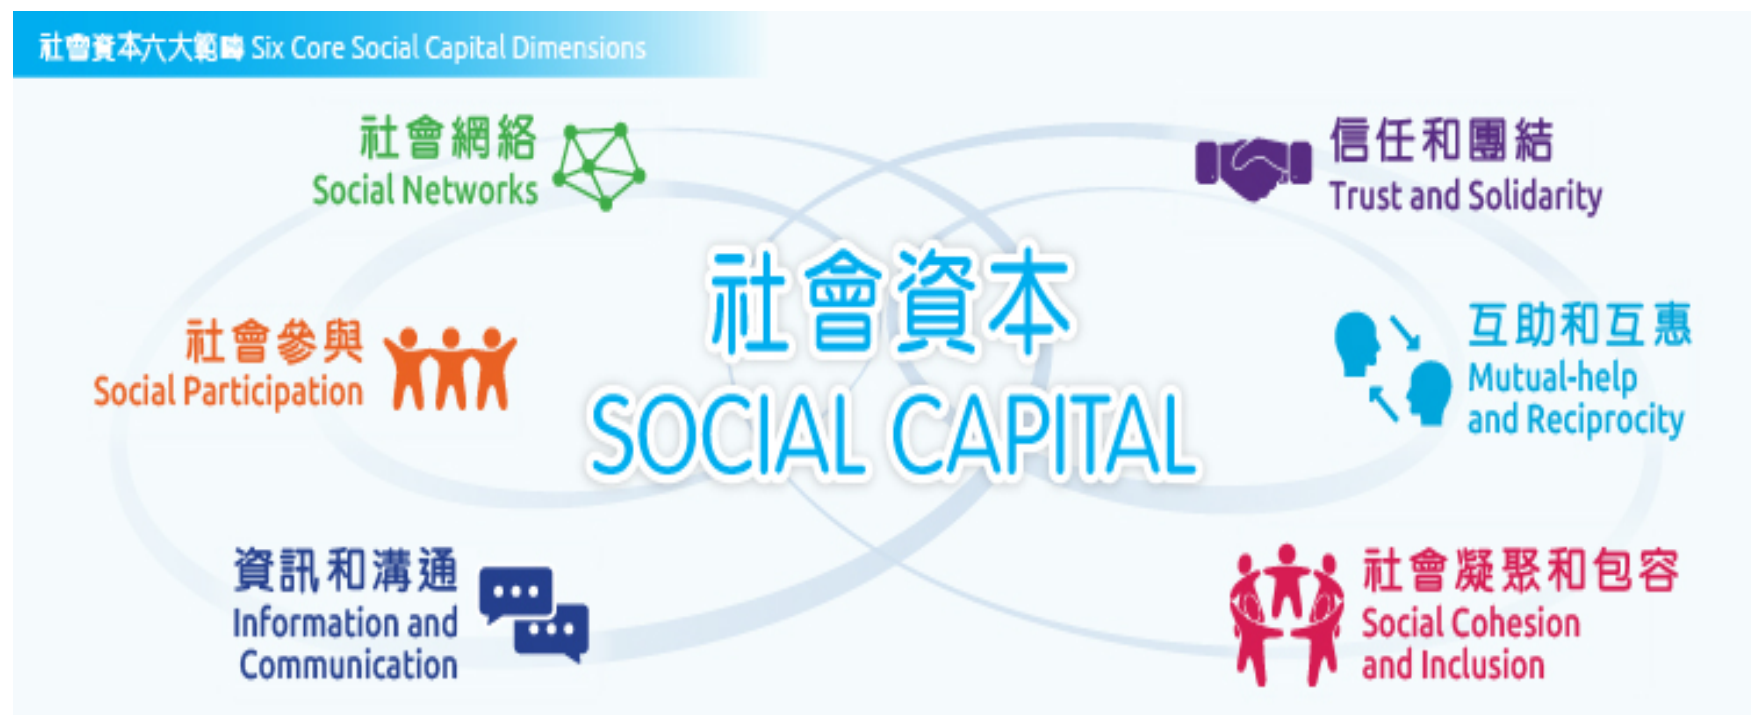 社會資本六大範疇 Six Core Social Capital Dimensions
社會網絡
Social Networks
信任和團結
Trust and Solidarity
社會資本
SOCIAL CAPITAL
社會參與
Social Participation
互助和互惠
Mutual-help
and Reciprocity
資訊和溝通
Information and
Communication
社會凝聚和包容
Social Cohesion
and Inclusion